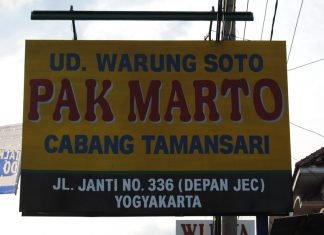 UD. WARUNG SOTO
PAK MARTO
CABANG TAMANSARI
JL. JANTI NO. 336 (DEPAN JEC)
YOGYAKARTA